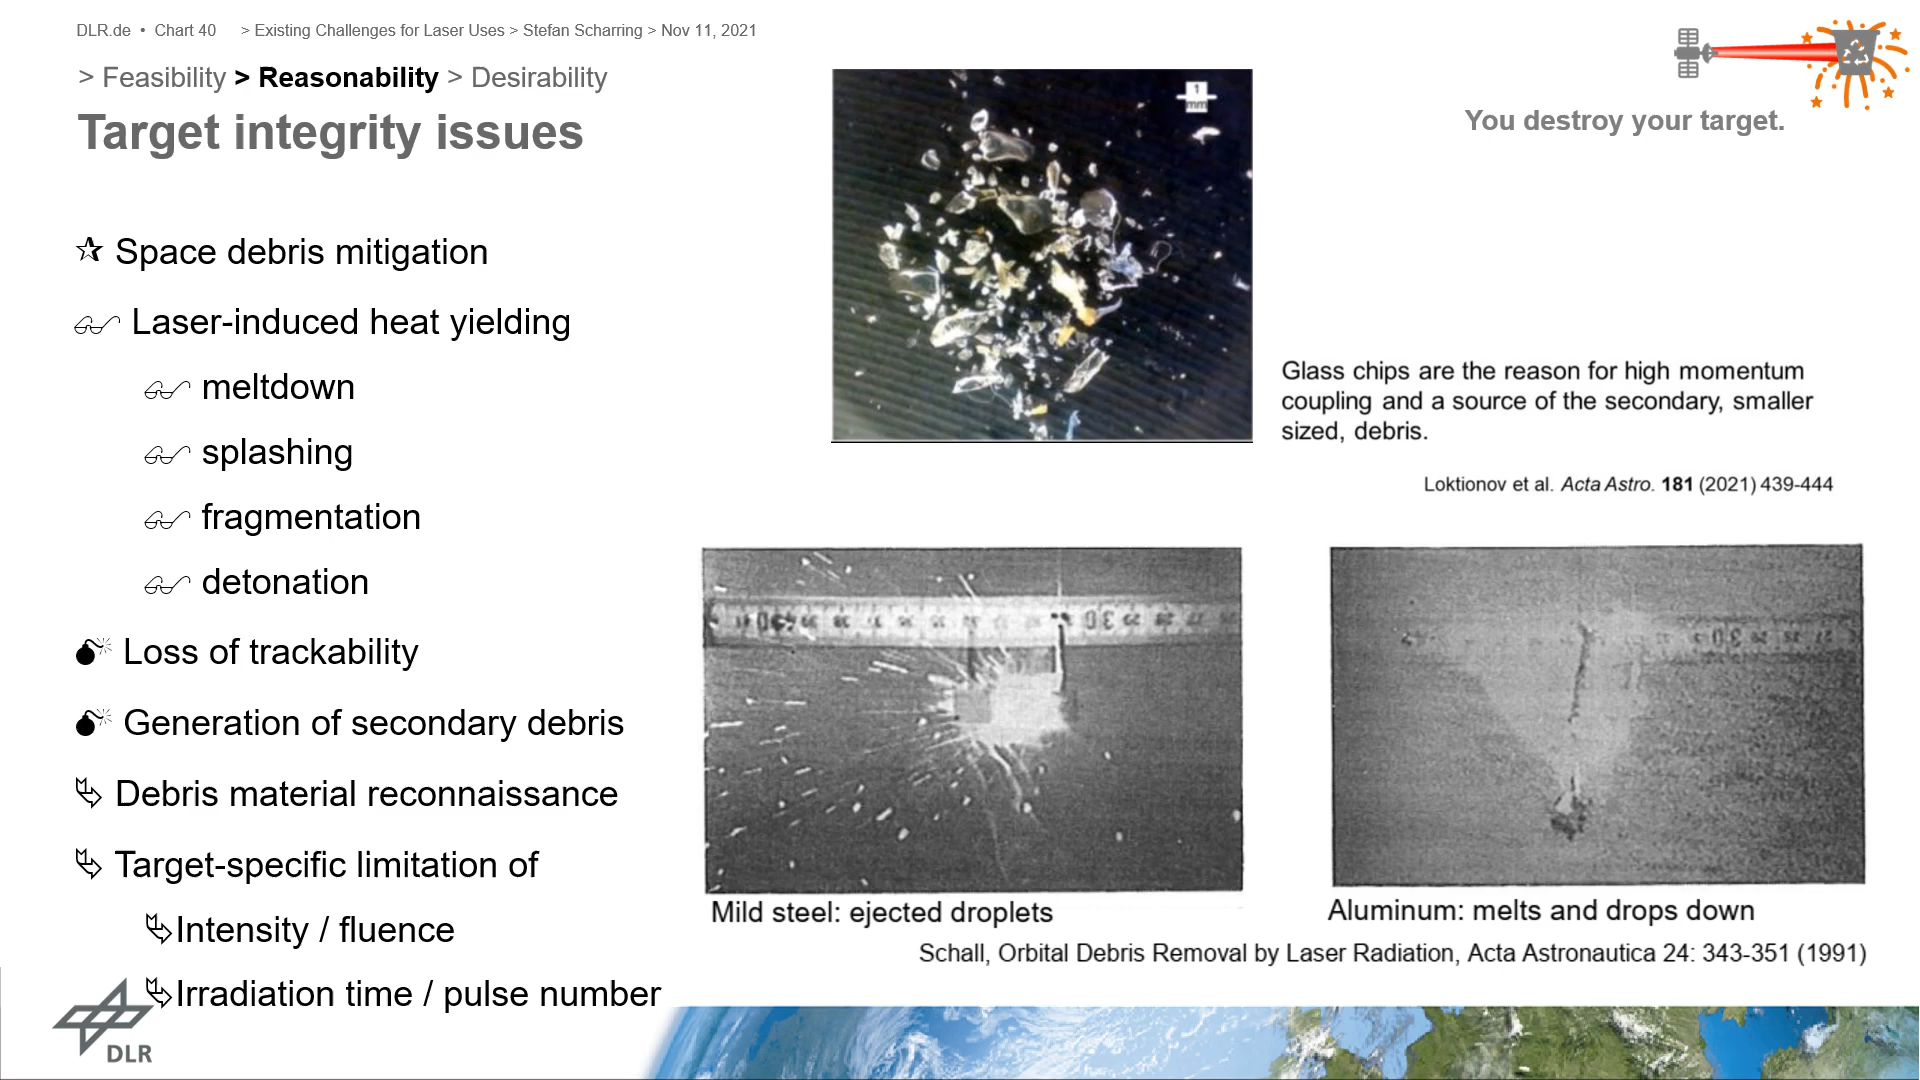 DLR.de • Chart 40 > Existing Challenges for Laser Uses > Stefan Scharring > Nov 11, 2021
> Feasibility > Reasonability > Desirability
Target integrity issues
You destroy your target.
Space debris mitigation
Laser-induced heat yielding
meltdown
splashing
fragmentation
detonation
Loss of trackability
Generation of secondary debris
Debris material reconnaissance
Target-specific limitation of
Intensity / fluence
Irradiation time / pulse number
1
mm
Glass chips are the reason for high momentum
coupling and a source of the secondary, smaller
sized, debris.
Loktionov et al. Acta Astro. 181 (2021) 439-444
Mild steel: ejected droplets
Aluminum: melts and drops down
Schall, Orbital Debris Removal by Laser Radiation, Acta Astronautica 24: 343-351 (1991)
DLR